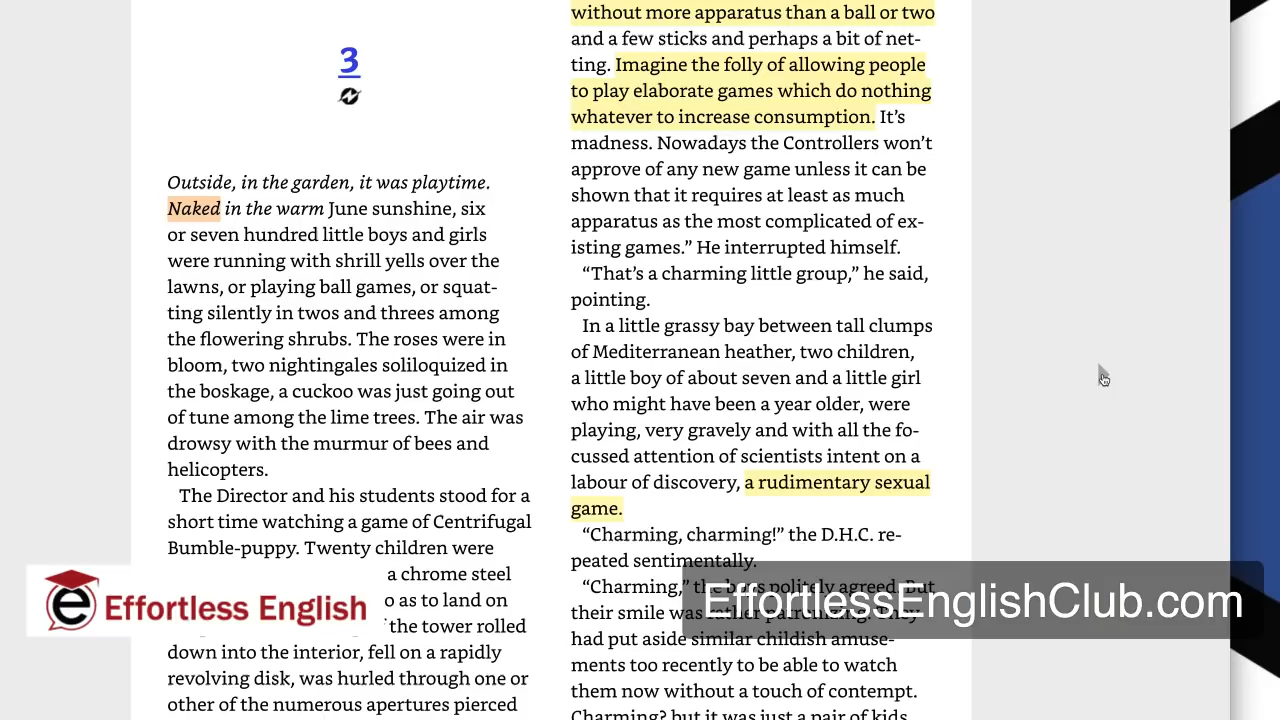 3
Outside, in the garden, it was playtime.
Naked in the warm June sunshine, six
or seven hundred little boys and girls
were running with shrill yells over the
lawns, or playing ball games, or squat-
ting silently in twos and threes among
the flowering shrubs. The roses were in
bloom, two nightingales soliloquized in
the boskage, a cuckoo was just going out
of tune among the lime trees. The air was
drowsy with the murmur of bees and
helicopters.
The Director and his students stood for a
short time watching a game of Centrifugal
Bumble-puppy. Twenty children were
a chrome steel
o as to land on
the tower rolled
down into the interior, fell on a rapidly
revolving disk, was hurled through one or
other of the numerous apertures pierced
without more apparatus than a ball or two
and a few sticks and perhaps a bit of net-
ting. Imagine the folly of allowing people
to play elaborate games which do nothing
whatever to increase consumption. It’s
madness. Nowadays the Controllers won’t
approve of any new game unless it can be
shown that it requires at least as much
apparatus as the most complicated of ex-
isting games.” He interrupted himself.
“That’s a charming little group,” he said,
pointing.
In a little grassy bay between tall clumps
of Mediterranean heather, two children,
a little boy of about seven and a little girl
who might have been a year older, were
playing, very gravely and with all the fo-
cussed attention of scientists intent on a
labour of discovery, a rudimentary sexual
game.
“Charming, charming!” the D.H.C. re-
peated sentimentally.
“Charming,” the boys politely agreed. But
their smile was rather patronizing. They
had put aside similar childish amuse-
ments too recently to be able to watch
them now without a touch of contempt.
Charming? but it was just a pair of kids
e Effortless English
EffortlessEnglishClub.com